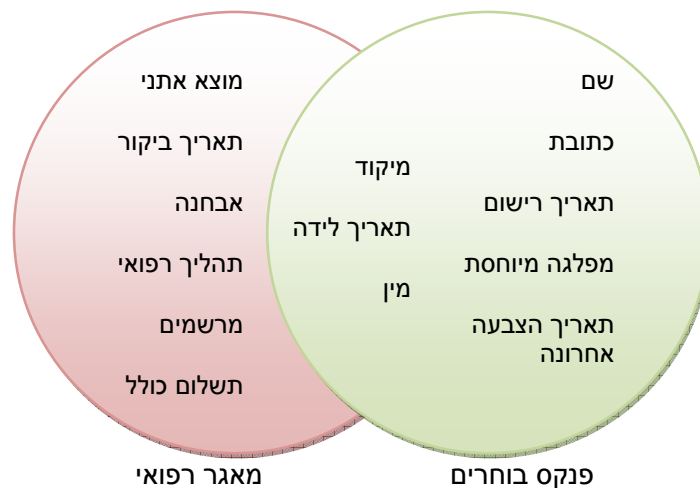 שם
כתובת
תאריך רישום
מפלגה מיוחסת
תאריך הצבעה
אחרונה
מיקוד
תאריך לידה
מין
מוצא אתני
תאריך ביקור
אבחנה
תהליך רפואי
מרשמים
תשלום כולל
פנקס בוחרים
מאגר רפואי